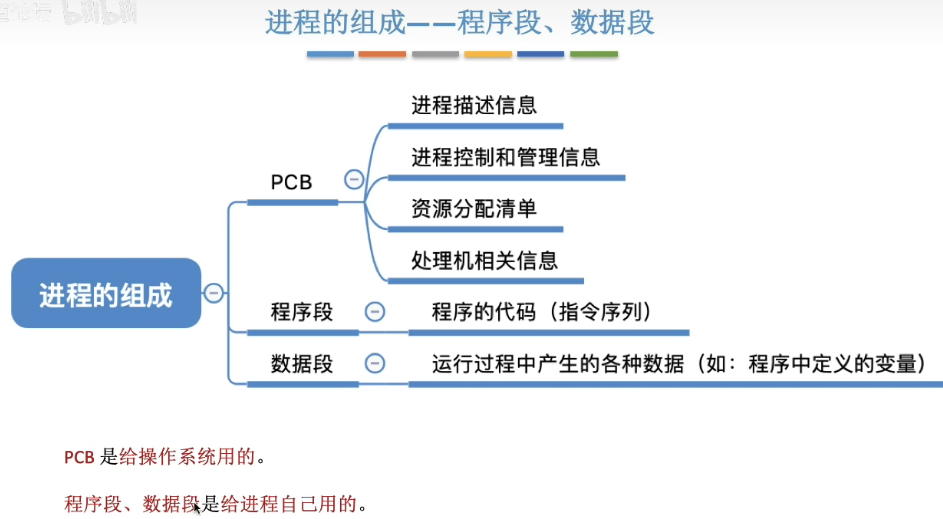 进程的组成——程序段、数据段
进程描述信息
进程控制和管理信息
PCB
资源分配清单
处理机相关信息
进程的组成
程序段
程序的代码（指令序列）
数据段
运行过程中产生的各种数据（如：程序中定义的变量）
PCB 是给操作系统用的。
程序段、数据段是给进程自己用的。